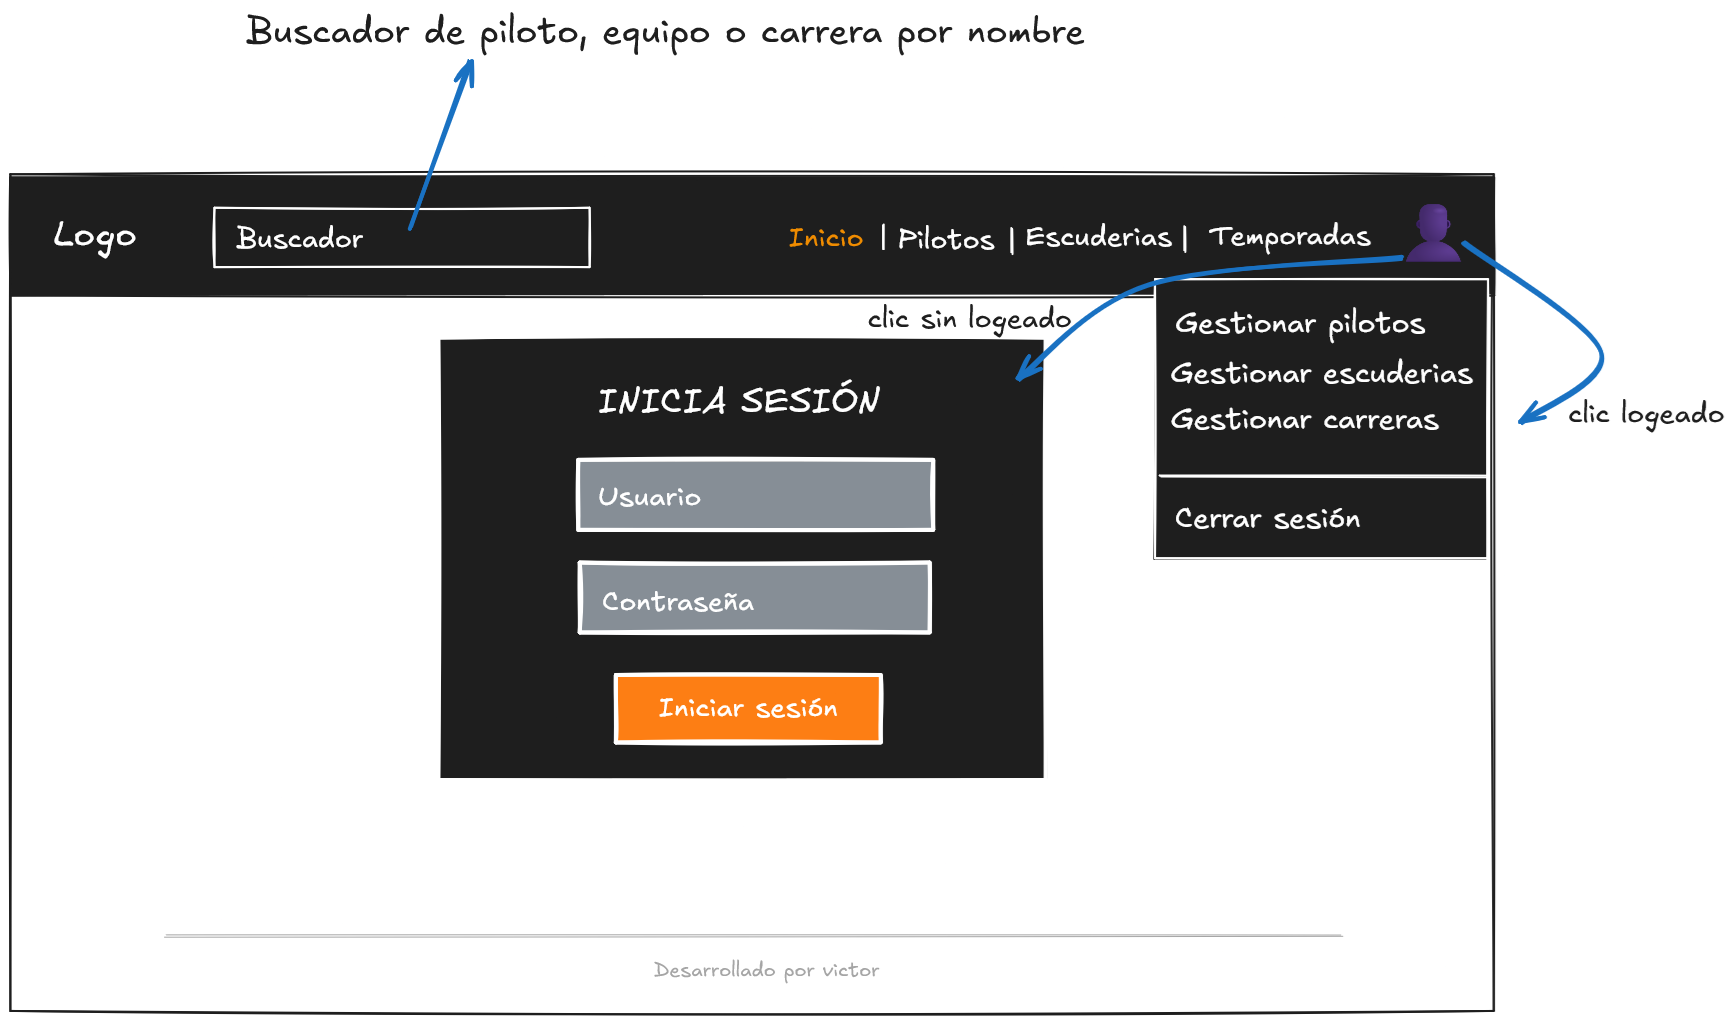 Buscador de piloto, equipo o carrera por nombre
Logo
Buscador
Inicio | Pilotos | Escuderias | Temporadas
clic sin logeado
Gestionar pilotos
Gestionar escuderias
Gestionar carreras
Cerrar sesión
clic logeado
INICIA SESIÓN
Usuario
Contraseña
Iniciar sesión
Desarrollado por victor